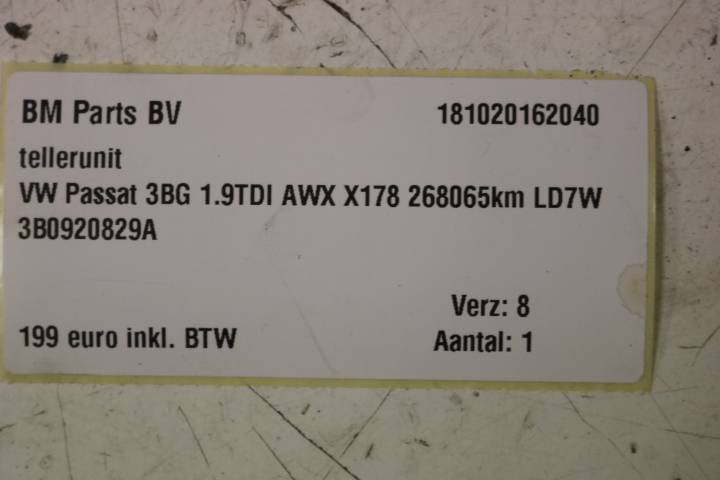 BM Parts BV 181020162040
tellerunit
VW Passat 3BG 1.9TDI AWX X178 268065km LD7W
3B0920829A
Verz: 8
199 euro inkl. BTW Aantal: 1